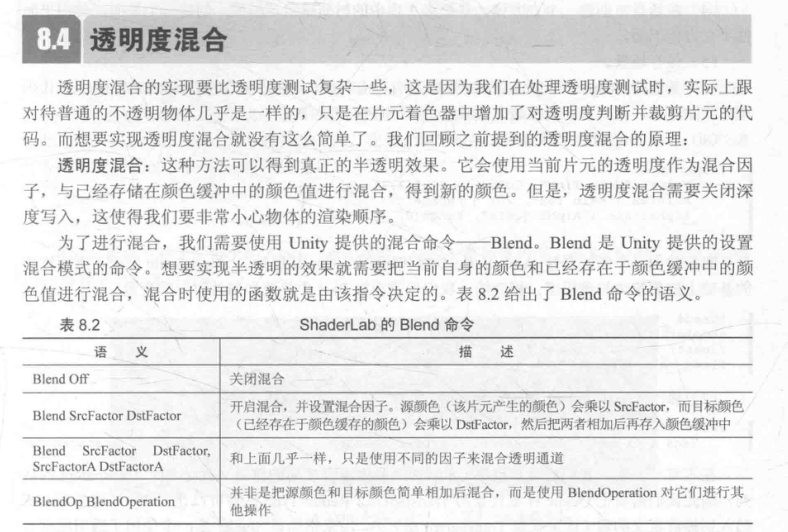 8.4 透明度混合
透明度混合的实现要比透明度测试复杂一些，这是因为我们在处理透明度测试时，实际上跟
对待普通的不透明物体几乎是一样的，只是在片元着色器中增加了对透明度判断并裁剪片元的代
码。而想要实现透明度混合就没有这么简单了。我们回顾之前提到的透明度混合的原理：
透明度混合：这种方法可以得到真正的半透明效果。它会使用当前片元的透明度作为混合因
子，与已经存储在颜色缓冲中的颜色值进行混合，得到新的颜色。但是，透明度混合需要关闭深
度写入，这使得我们要非常小心物体的渲染顺序。
为了进行混合，我们需要使用 Unity 提供的混合命令——Blend。Blend 是 Unity 提供的设置
混合模式的命令。想要实现半透明的效果就需要把当前自身的颜色和已经存在于颜色缓冲中的颜
色值进行混合，混合时使用的函数就是由该指令决定的。表 8.2 给出了 Blend 命令的语义。
表 8.2 ShaderLab 的 Blend 命令
语 义 描 述
Blend Off 关闭混合
Blend SrcFactor DstFactor 开启混合，并设置混合因子。源颜色（该片元产生的颜色）会乘以 SrcFactor，而目标颜色
（已经存在于颜色缓存的颜色）会乘以 DstFactor，然后把两者相加后再存入颜色缓冲中
Blend SrcFactor DstFactor,
SrcFactorA DstFactorA 和上面几乎一样，只是使用不同的因子来混合透明通道
BlendOp BlendOperation 并非是把源颜色和目标颜色简单相加后混合，而是使用 BlendOperation 对它们进行其
他操作